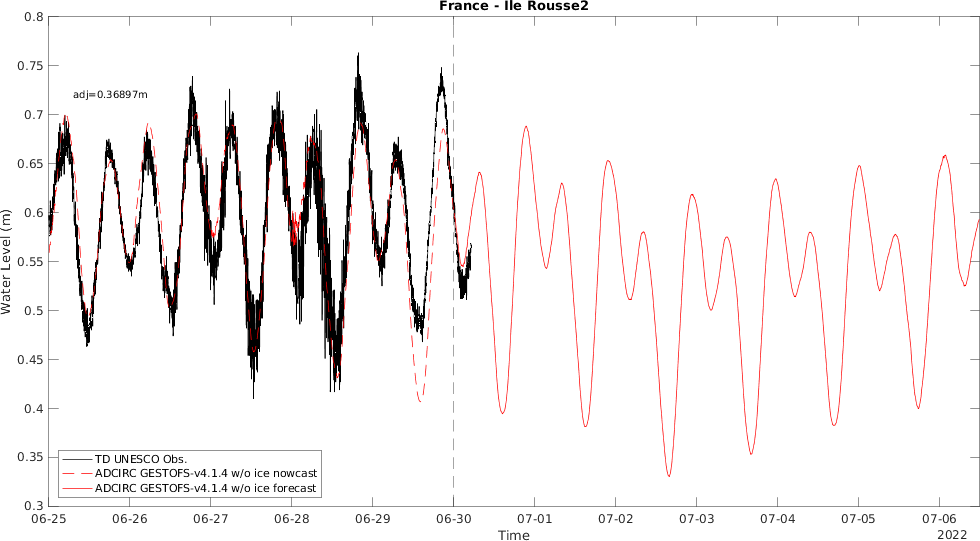 France - Ile Rousse2
0.8
0.75
0.7
0.65
0.6
0.55
0.5
0.45
0.4
0.35
0.3
Water Level (m)
adj=0.36897m
TD UNESCO Obs.
ADCIRC GESTOFS-v4.1.4 w/o ice nowcast
ADCIRC GESTOFS-v4.1.4 w/o ice forecast
06-25 06-26 06-27 06-28 06-29 06-30 07-01 07-02 07-03 07-04 07-05 07-06
Time
2022